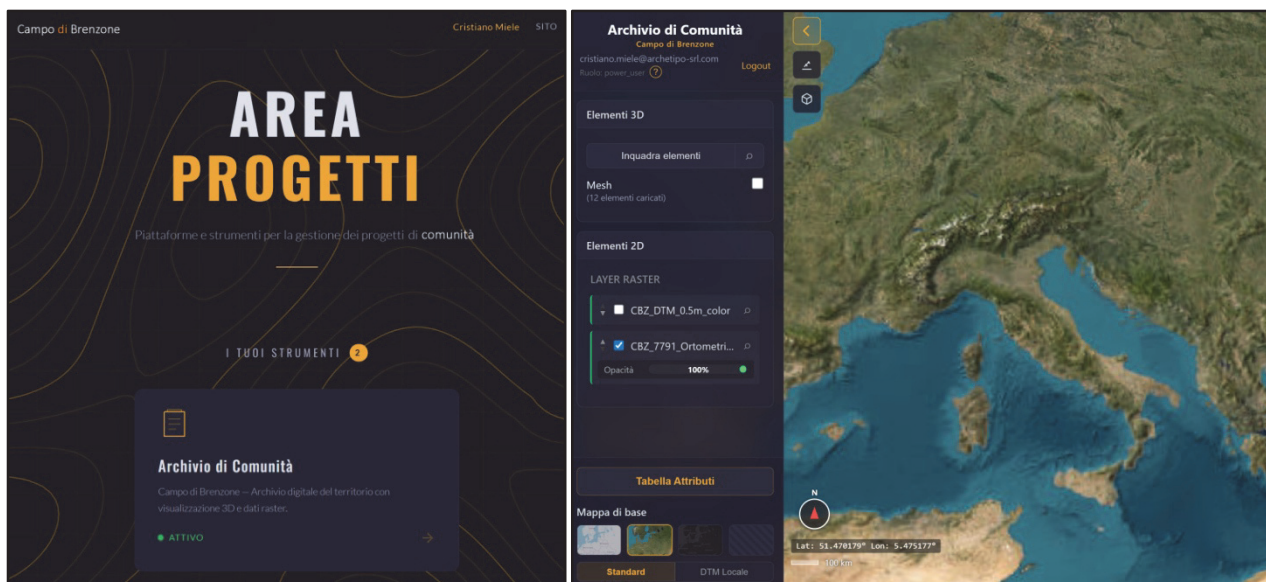 Campo di Brenzone
Cristiano Miele SITO
AREA
PROGETTI
Piattaforme e strumenti per la gestione dei progetti di comunità
I TUOI STRUMENTI 2
Archivio di Comunità
Campo di Brenzone — Archivio digitale del territorio con
visualizzazione 3D e dati raster.
ATTIVO
Archivio di Comunità
Campo di Brenzone
cristiano.miele@archetipo-srl.com
Ruolo: power_user ?
Logout
Elementi 3D
Inquadra elementi
Mesh
(12 elementi caricati)
Elementi 2D
LAYER RASTER
CBZ_DTM_0.5m_color
CBZ_7791_Ortometri...
Opacità 100%
Tabella Attributi
Mappa di base
Standard DTM Locale
N
Lat: 51.470179° Lon: 5.475177°
100 km